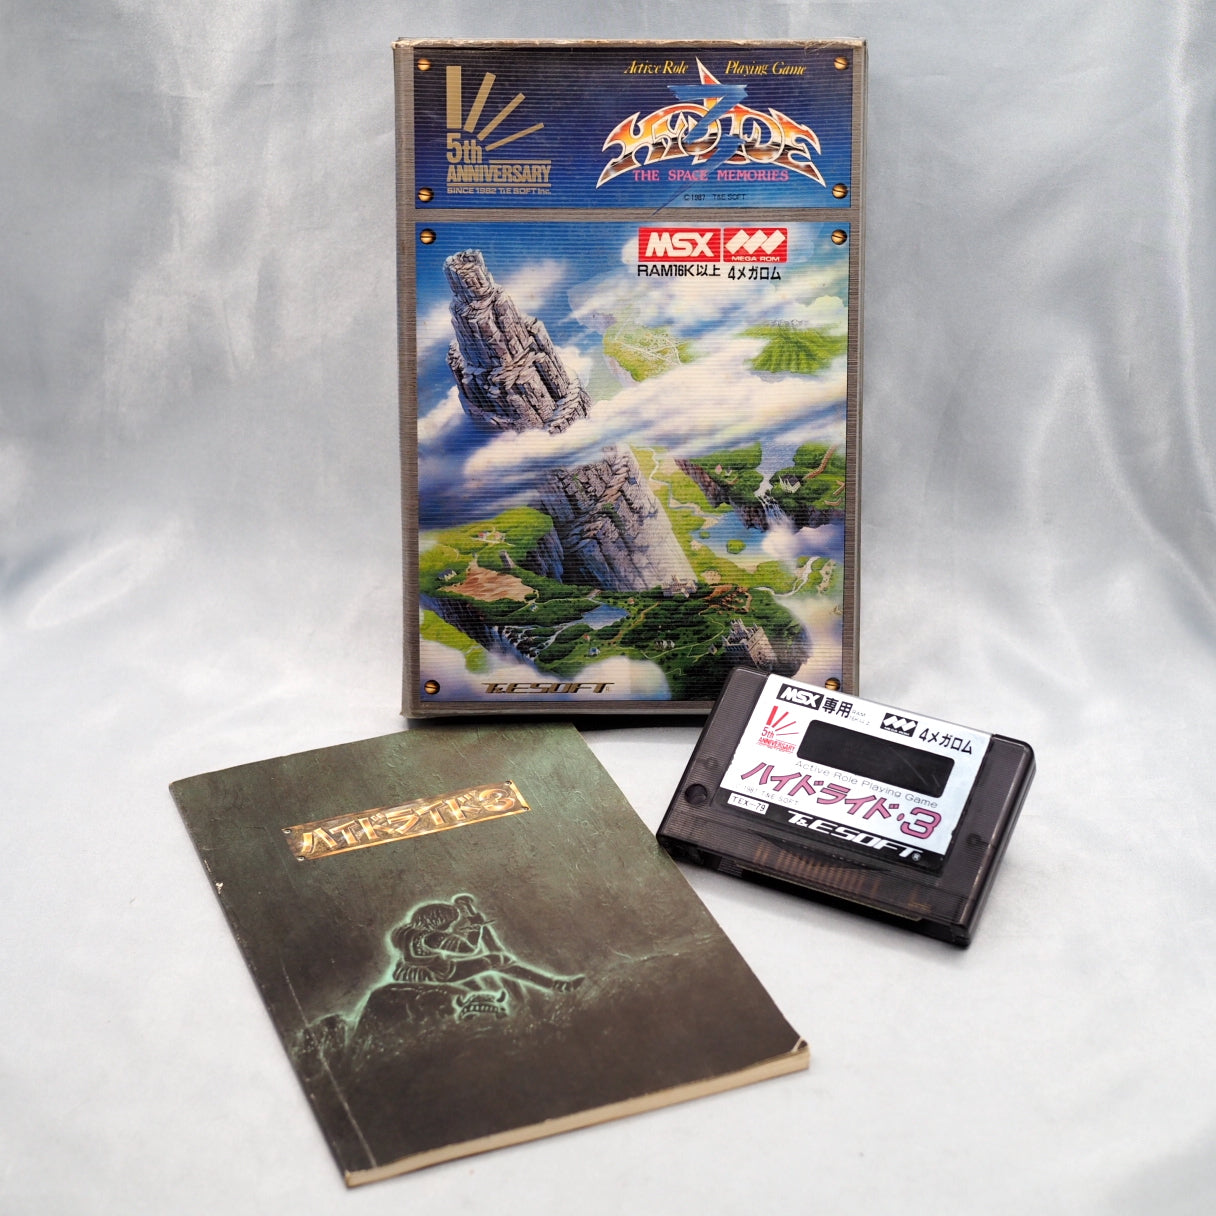 Active Role Playing Game
5th
ANNIVERSARY
SINCE 1982 T&E SOFT Inc.
HYDLIDE 3
THE SPACE MEMORIES
©1987 T&E SOFT
MSX
MEGA ROM
RAM16K以上 4メガロム
T&ESOFT
MSX 専用
4メガロム
5th
ANNIVERSARY
Active Role Playing Game
ハイドライド・3
1987 T&E SOFT
TEX-79
T&ESOFT®
ハイドライド3